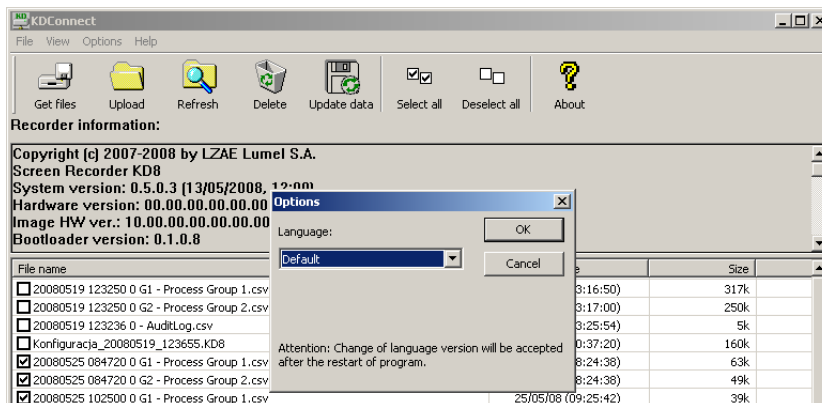 KDConnect
File View Options Help
Get files Upload Refresh Delete Update data Select all Deselect all About
Recorder information:
Copyright (c) 2007-2008 by LZAE Lumel S.A.
Screen Recorder KD8
System version: 0.5.0.3 (13/05/2008, 12:00)
Hardware version: 00.00.00.00.00.00
Image HW ver.: 10.00.00.00.00.00.00
Bootloader version: 0.1.0.8
Options
Language:
Default
OK
Cancel
Attention: Change of language version will be accepted
after the restart of program.
File name Size
20080519 123250 0 G1 - Process Group 1.csv 3:16:50) 317k
20080519 123250 0 G2 - Process Group 2.csv 3:17:00) 250k
20080519 123236 0 - AuditLog.csv 3:25:54) 5k
Konfiguracja_20080519_123655.KD8 0:37:20) 160k
20080525 084720 0 G1 - Process Group 1.csv 8:24:38) 63k
20080525 084720 0 G2 - Process Group 2.csv 8:24:38) 49k
20080525 102500 0 G1 - Process Group 1.csv 25/05/08 (09:25:42) 39k